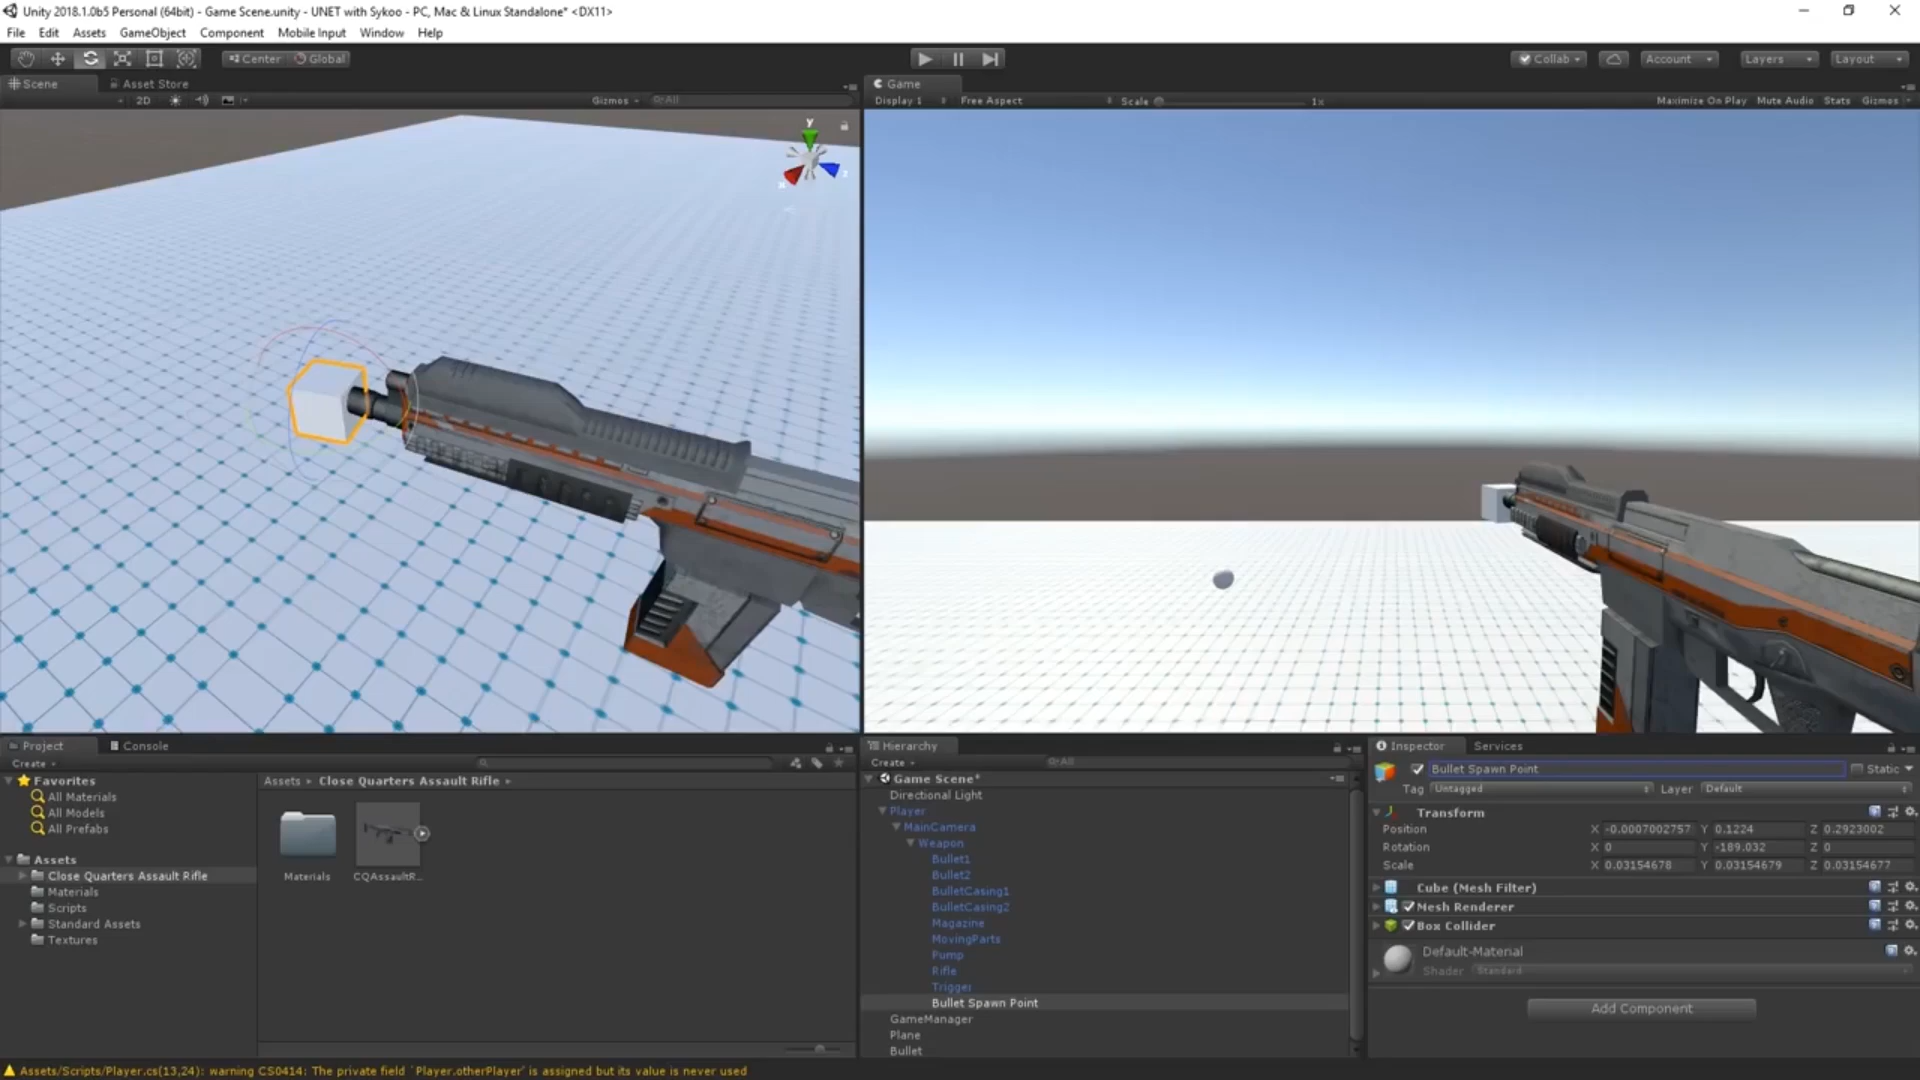 Unity 2018.1.0b5 Personal (64bit) - Game Scene.unity - UNET with Sykoo - PC, Mac & Linux Standalone* <DX11>
File Edit Assets GameObject Component Mobile Input Window Help
Center Global Collab Account Layers Layout
Scene Asset Store Game
2D Gizmos All Display 1 Free Aspect Scale 1x Maximize On Play Mute Audio Stats Gizmos
y
x z
Project Console Hierarchy Inspector Services
Create Create All
Favorites
All Materials
All Models
All Prefabs
Assets
Close Quarters Assault Rifle
Materials
Scripts
Standard Assets
Textures
Assets Close Quarters Assault Rifle
Materials CQAssaultR...
Game Scene*
Directional Light
Player
MainCamera
Weapon
Bullet1
Bullet2
BulletCasing1
BulletCasing2
Magazine
MovingParts
Pump
Rifle
Trigger
Bullet Spawn Point
GameManager
Plane
Bullet
Bullet Spawn Point Static
Tag Untagged Layer Default
Transform
Position X -0.0007002757 Y 0.1224 Z 0.2923002
Rotation X 0 Y -189.032 Z 0
Scale X 0.03154678 Y 0.03154679 Z 0.03154677
Cube (Mesh Filter)
Mesh Renderer
Box Collider
Default-Material
Shader Standard
Add Component
Assets/Scripts/Player.cs(13,24): warning CS0414: The private field `Player.otherPlayer' is assigned but its value is never used